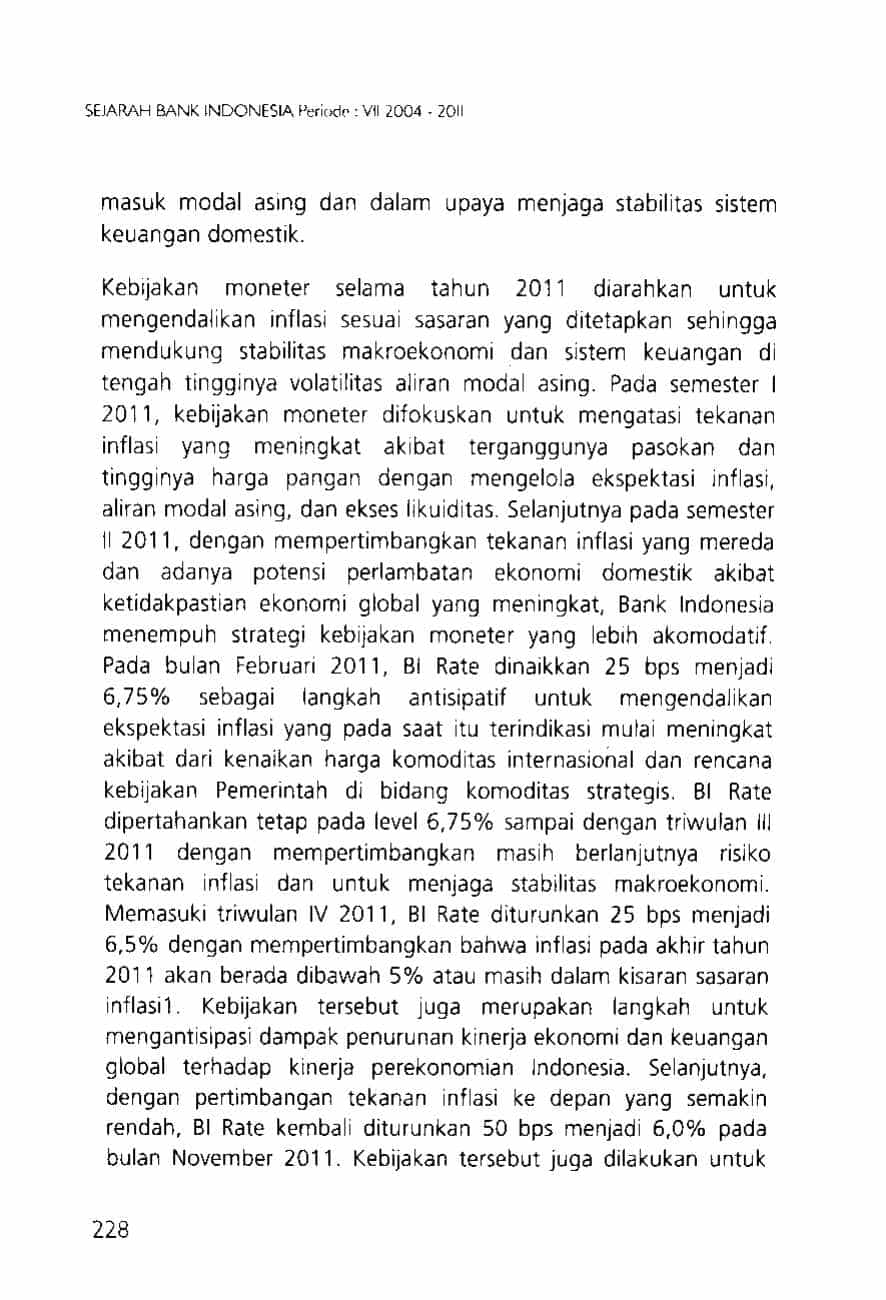 SEJARAH BANK INDONESIA Periode : VII 2004 - 2011
masuk modal asing dan dalam upaya menjaga stabilitas sistem
keuangan domestik.
Kebijakan moneter selama tahun 2011 diarahkan untuk
mengendalikan inflasi sesuai sasaran yang ditetapkan sehingga
mendukung stabilitas makroekonomi dan sistem keuangan di
tengah tingginya volatilitas aliran modal asing. Pada semester I
2011, kebijakan moneter difokuskan untuk mengatasi tekanan
inflasi yang meningkat akibat terganggunya pasokan dan
tingginya harga pangan dengan mengelola ekspektasi inflasi,
aliran modal asing, dan ekses likuiditas. Selanjutnya pada semester
II 2011, dengan mempertimbangkan tekanan inflasi yang mereda
dan adanya potensi perlambatan ekonomi domestik akibat
ketidakpastian ekonomi global yang meningkat, Bank Indonesia
menempuh strategi kebijakan moneter yang lebih akomodatif.
Pada bulan Februari 2011, BI Rate dinaikkan 25 bps menjadi
6,75% sebagai langkah antisipatif untuk mengendalikan
ekspektasi inflasi yang pada saat itu terindikasi mulai meningkat
akibat dari kenaikan harga komoditas internasional dan rencana
kebijakan Pemerintah di bidang komoditas strategis. BI Rate
dipertahankan tetap pada level 6,75% sampai dengan triwulan III
2011 dengan mempertimbangkan masih berlanjutnya risiko
tekanan inflasi dan untuk menjaga stabilitas makroekonomi.
Memasuki triwulan IV 2011, BI Rate diturunkan 25 bps menjadi
6,5% dengan mempertimbangkan bahwa inflasi pada akhir tahun
2011 akan berada dibawah 5% atau masih dalam kisaran sasaran
inflasi1. Kebijakan tersebut juga merupakan langkah untuk
mengantisipasi dampak penurunan kinerja ekonomi dan keuangan
global terhadap kinerja perekonomian Indonesia. Selanjutnya,
dengan pertimbangan tekanan inflasi ke depan yang semakin
rendah, BI Rate kembali diturunkan 50 bps menjadi 6,0% pada
bulan November 2011. Kebijakan tersebut juga dilakukan untuk
228